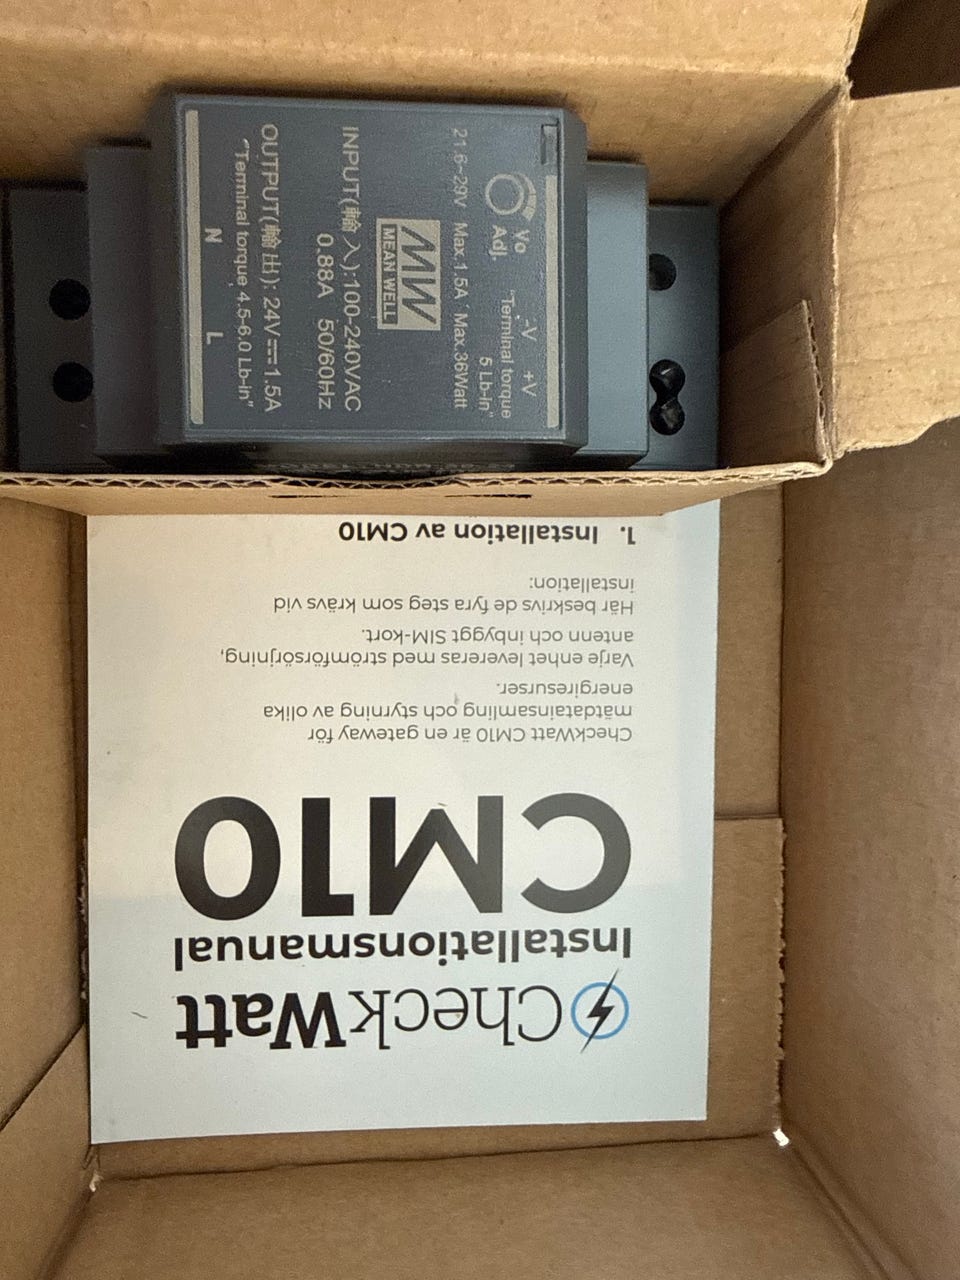 Vo
Adj.
-V +V
"Terminal torque
5 Lb-in"
21.6~29V Max.1.5A Max.36Watt
MW
MEAN WELL
INPUT(輸入):100-240VAC
0.88A 50/60Hz
OUTPUT(輸出): 24V⎓1.5A
"Terminal torque 4.5-6.0 Lb-in"
N L
CheckWatt
Installationsmanual
CM10
CheckWatt CM10 är en gateway för
mätdatainsamling och styrning av olika
energiresurser.
Varje enhet levereras med strömförsörjning,
antenn och inbyggt SIM-kort.
Här beskrivs de fyra steg som krävs vid
installation:
1. Installation av CM10